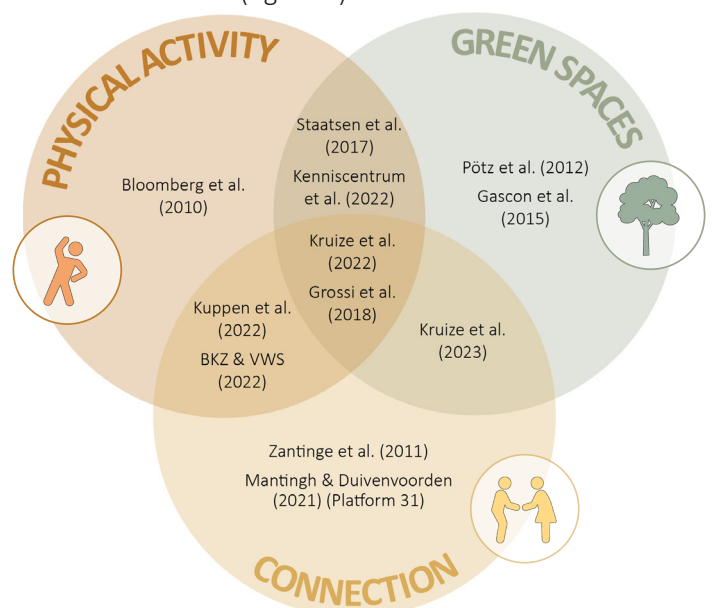 PHYSICAL ACTIVITY
GREEN SPACES
Staatsen et al.
(2017)
Kenniscentrum
et al. (2022)
Bloomberg et al.
(2010)
Pötz et al. (2012)
Gascon et al.
(2015)
Kruize et al.
(2022)
Grossi et al.
(2018)
Kuppen et al.
(2022)
BKZ & VWS
(2022)
Kruize et al.
(2023)
Zantinge et al. (2011)
Mantingh & Duivenvoorden
(2021) (Platform 31)
CONNECTION